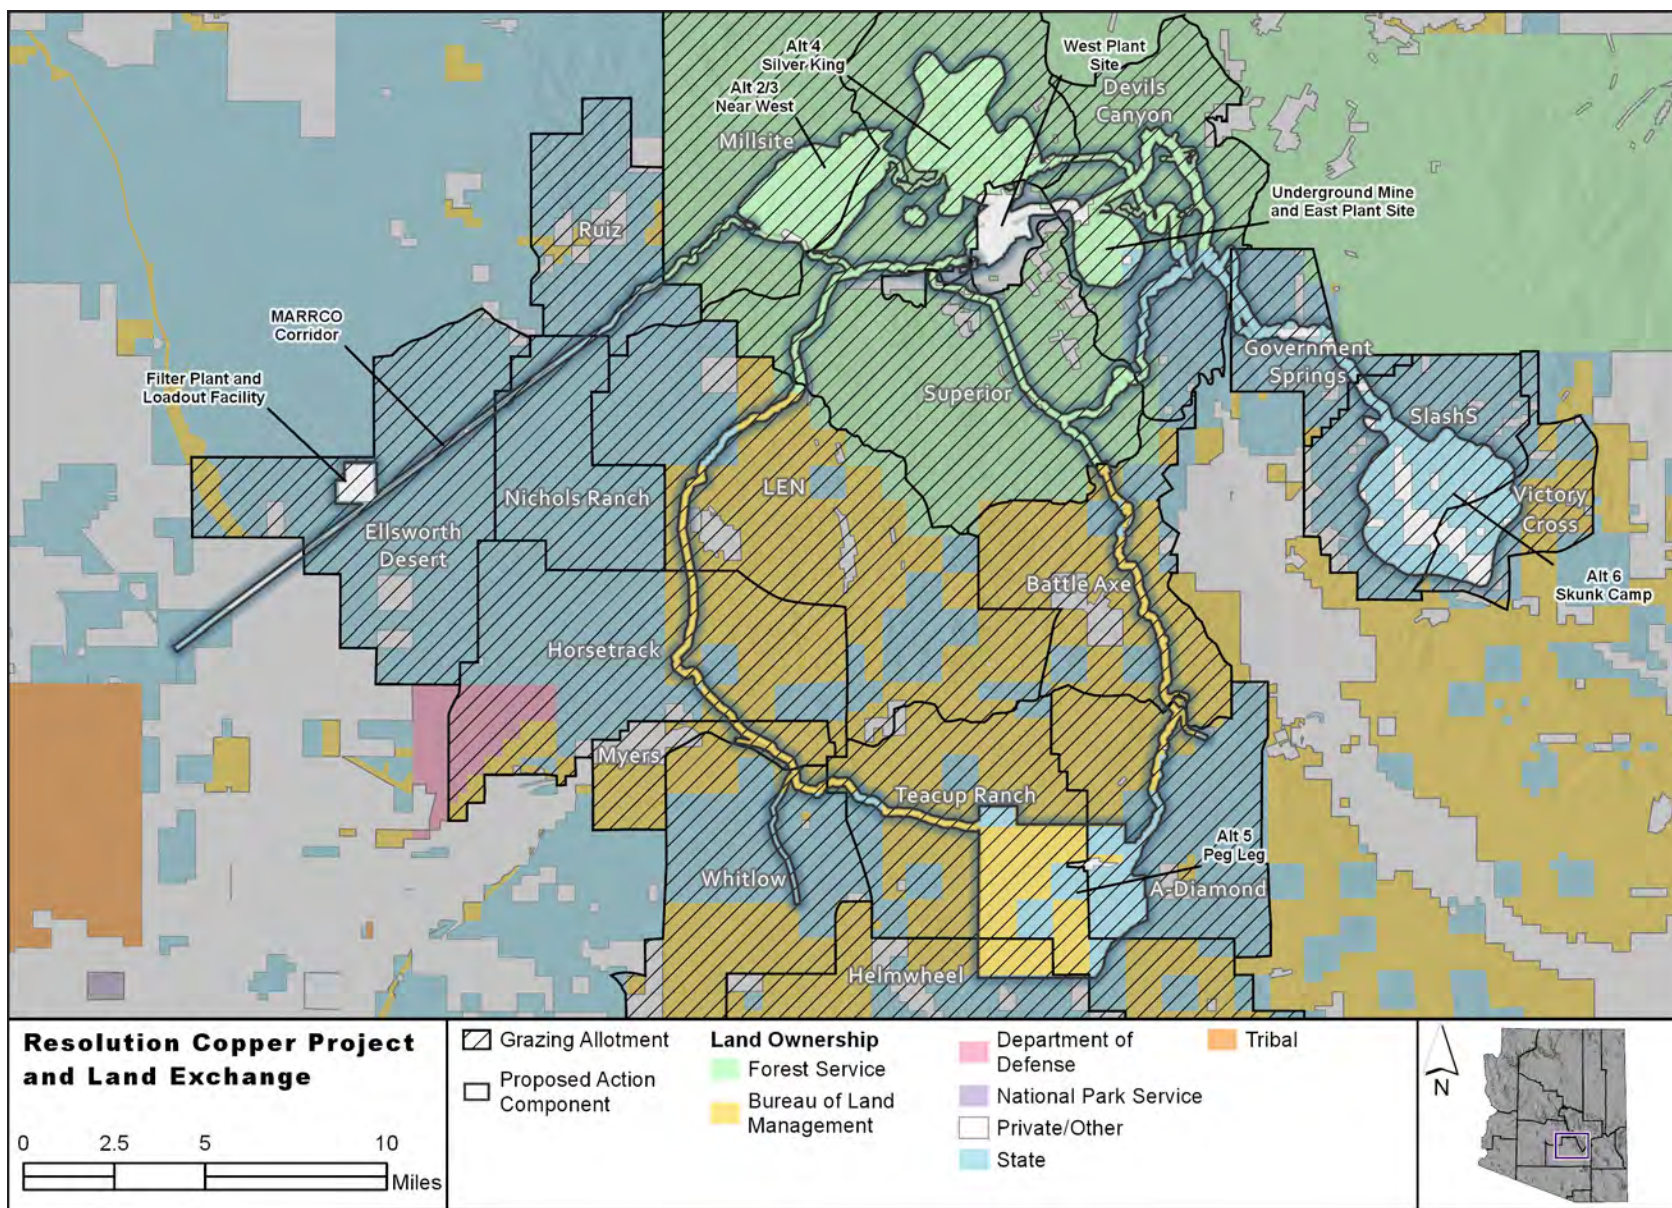 Alt 4
Silver King
West Plant
Site
Alt 2/3
Near West
Devils
Canyon
Millsite
Underground Mine
and East Plant Site
Ruiz
MARRCO
Corridor
Government
Springs
Filter Plant and
Loadout Facility
Superior
SlashS
LEN
Nichols Ranch
Victory
Cross
Ellsworth
Desert
Battle Axe
Alt 6
Skunk Camp
Horsetrack
Myers
Teacup Ranch
Alt 5
Peg Leg
Whitlow
A-Diamond
Helmwheel
Resolution Copper Project
and Land Exchange
0 2.5 5 10
Miles
Grazing Allotment
Proposed Action
Component
Land Ownership
Forest Service
Bureau of Land
Management
Department of
Defense
National Park Service
Private/Other
State
Tribal
N